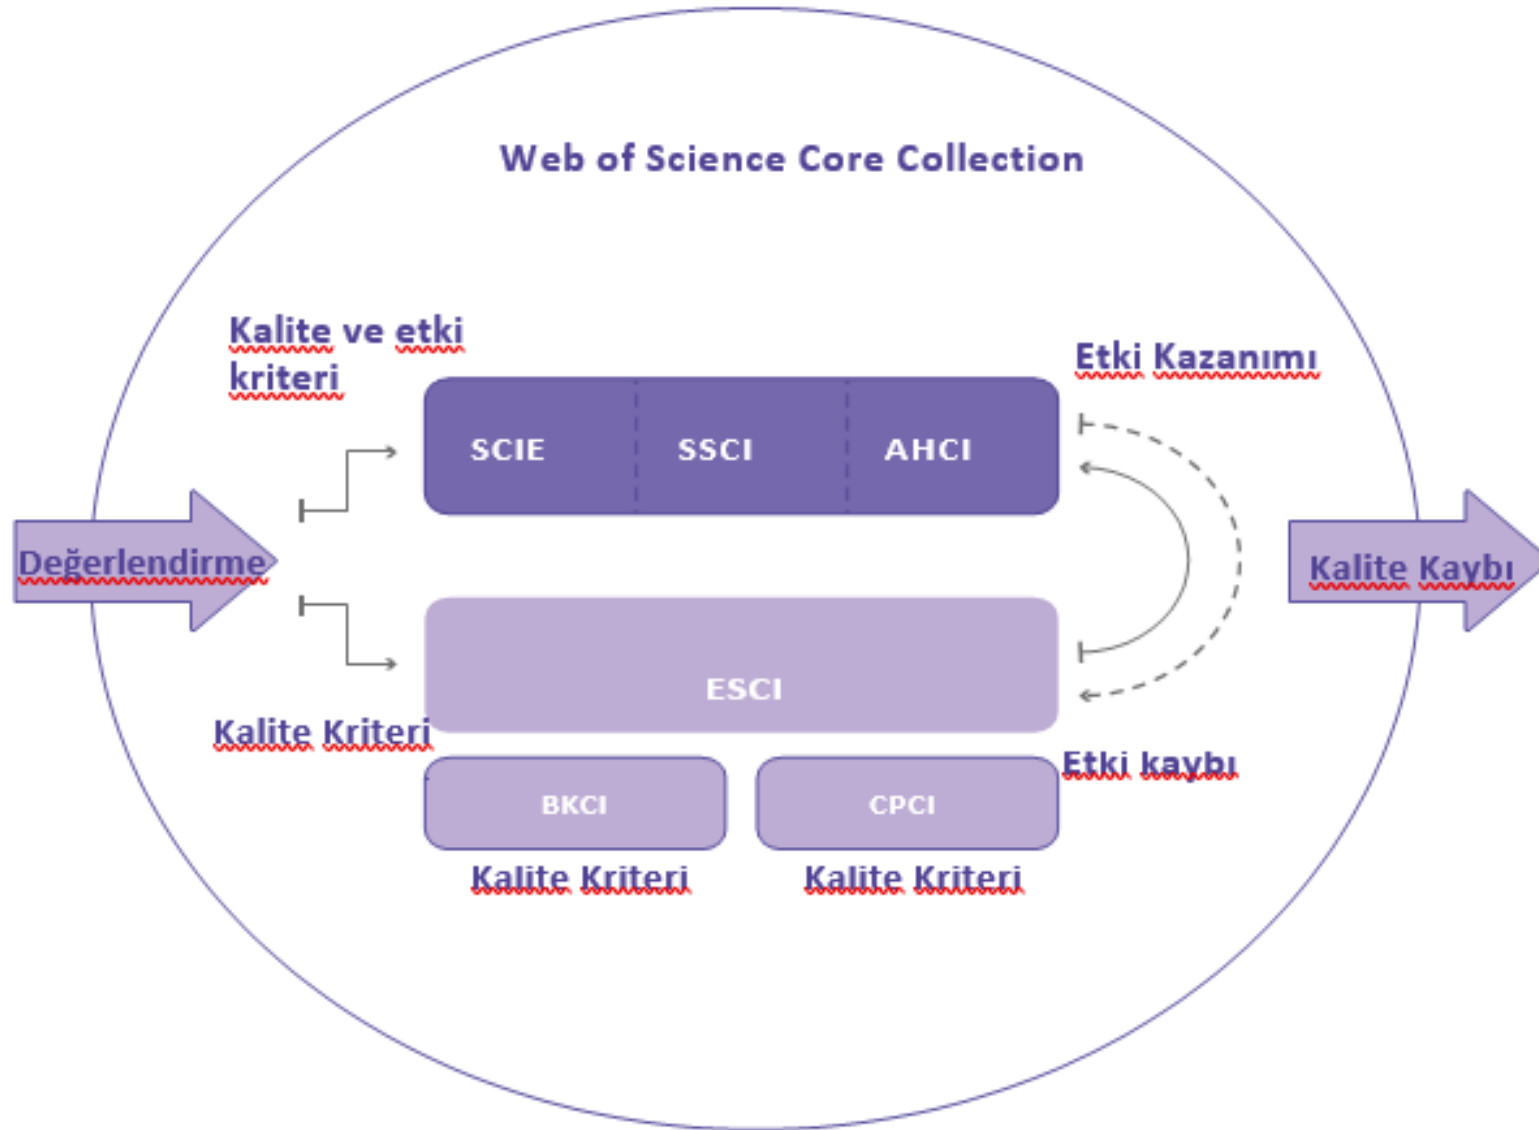 Web of Science Core Collection
Kalite ve etki
kriteri
Etki Kazanımı
SCIE SSCI AHCI
Değerlendirme
Kalite Kaybı
ESCI
Kalite Kriteri
Etki kaybı
BKCI CPCI
Kalite Kriteri Kalite Kriteri